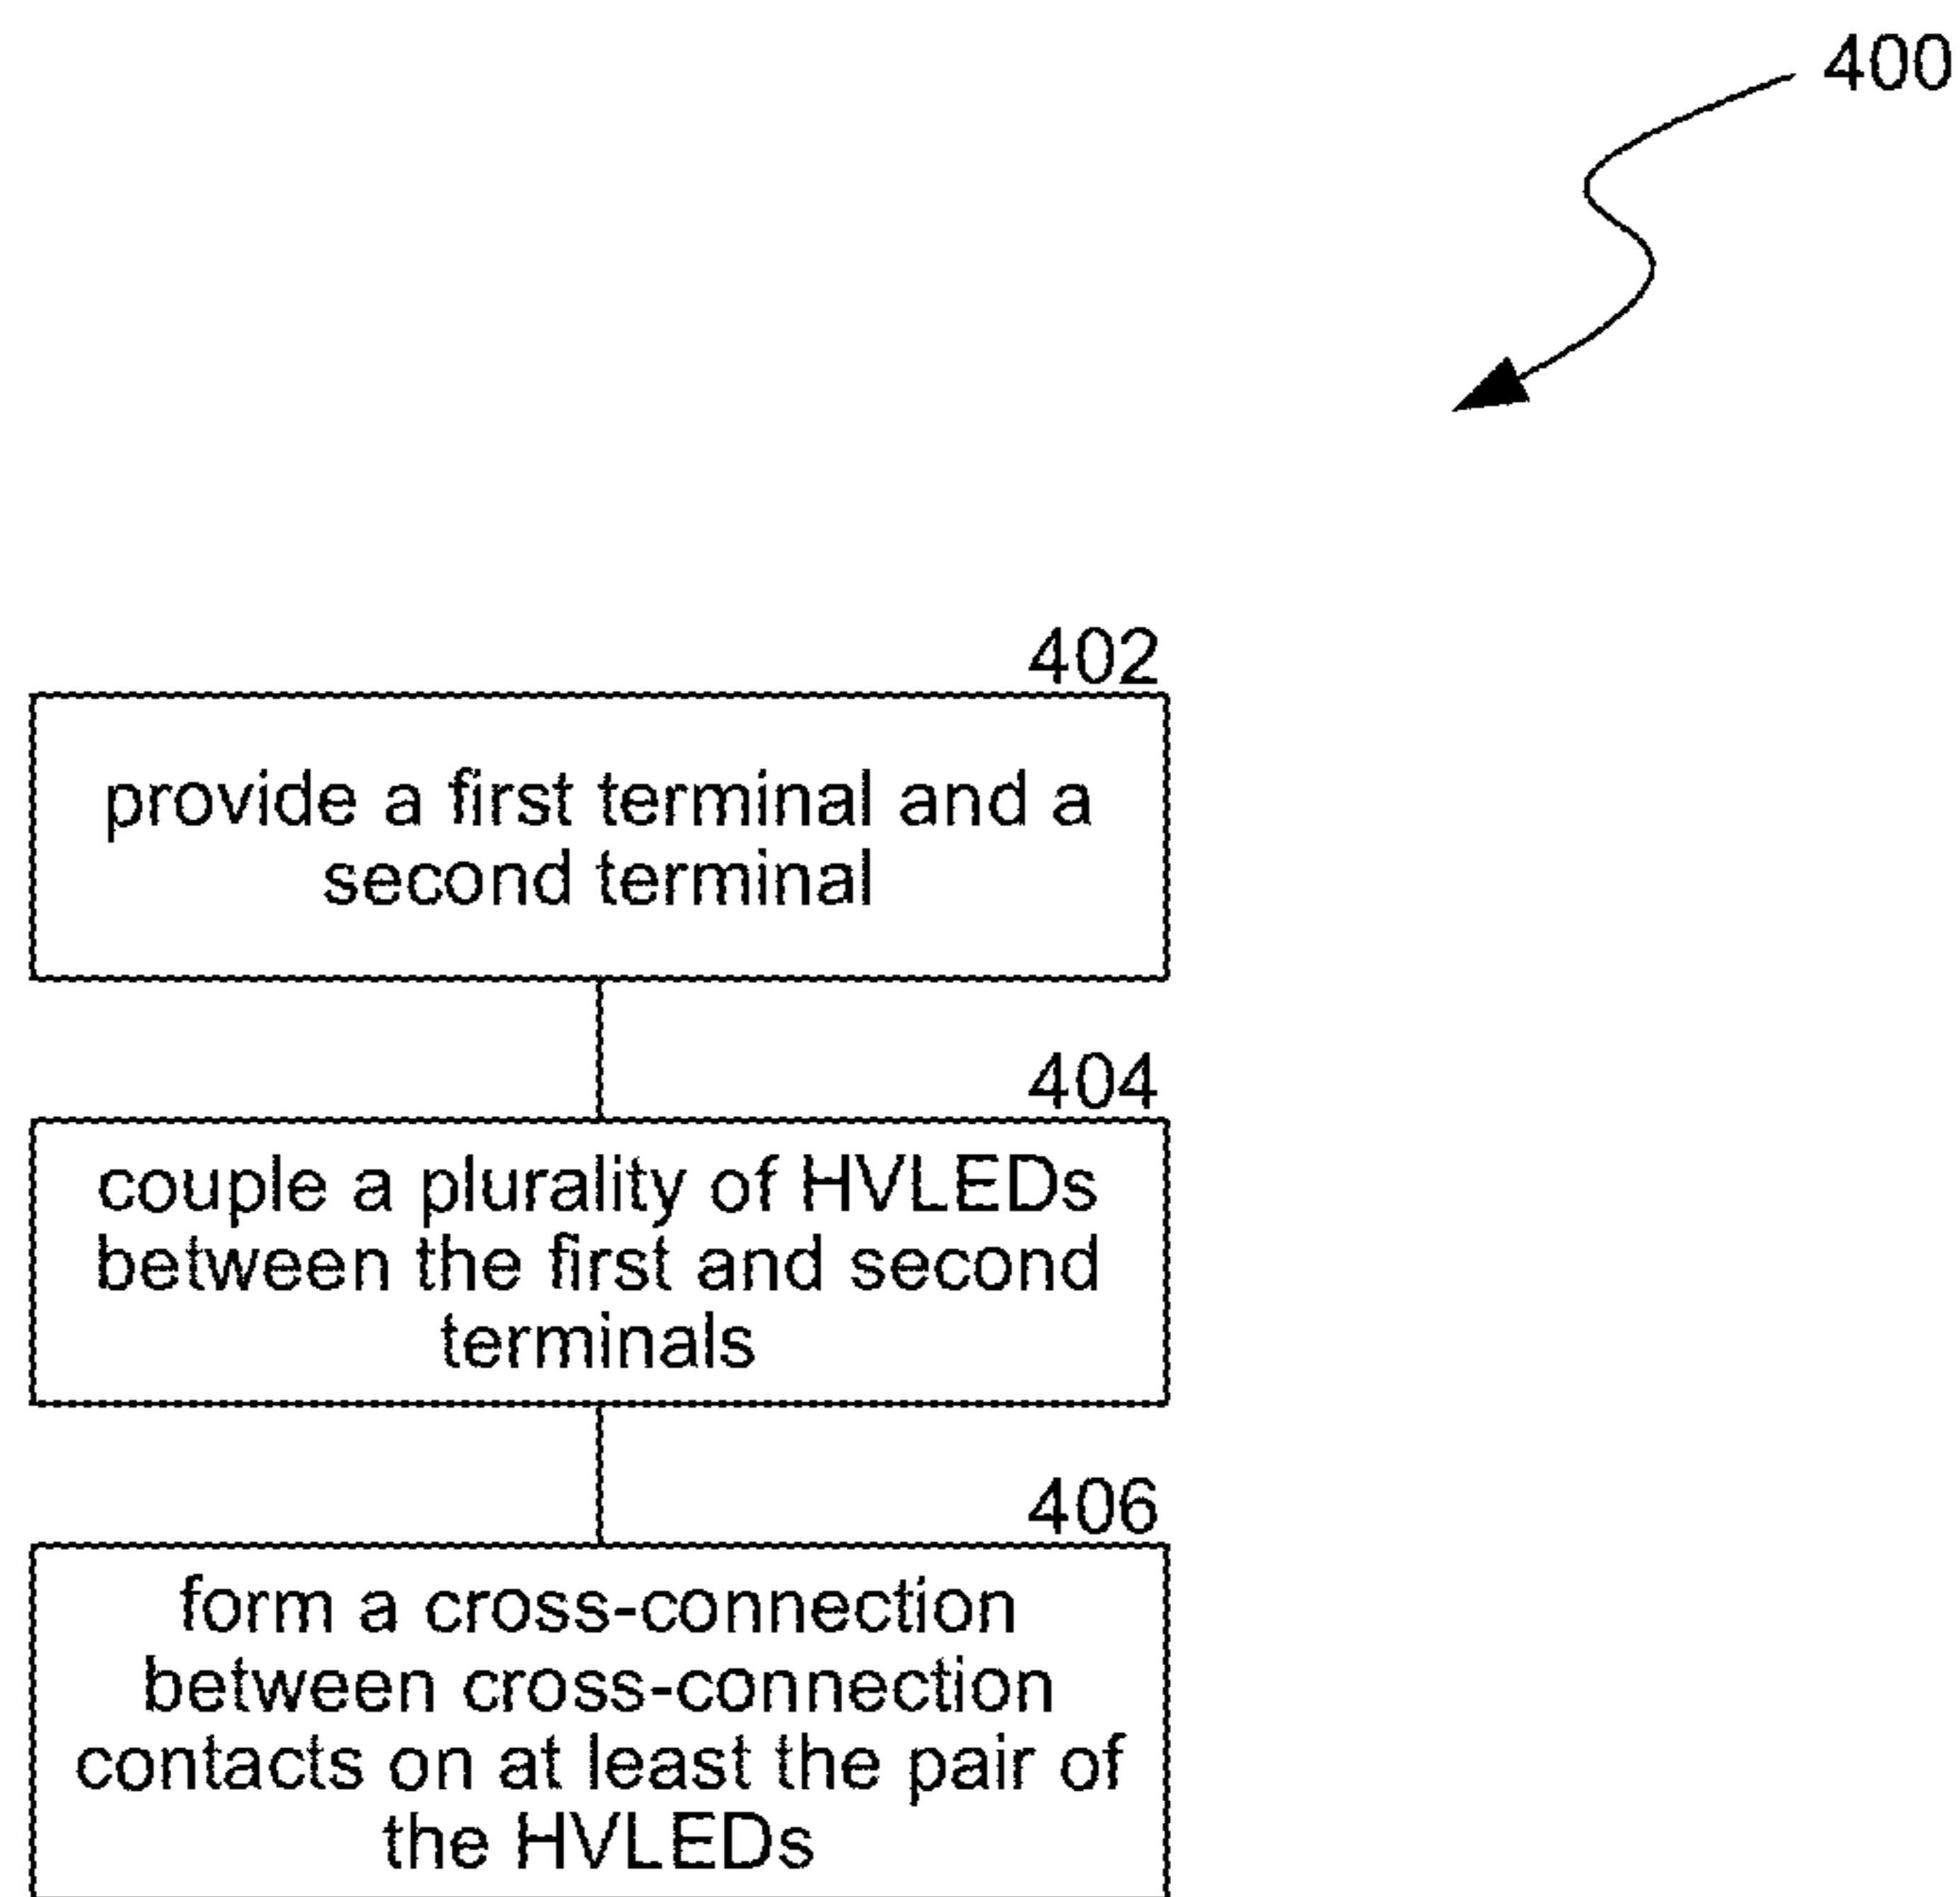 400
402
provide a first terminal and a
second terminal
404
couple a plurality of HVLEDs
between the first and second
terminals
406
form a cross-connection
between cross-connection
contacts on at least the pair of
the HVLEDs